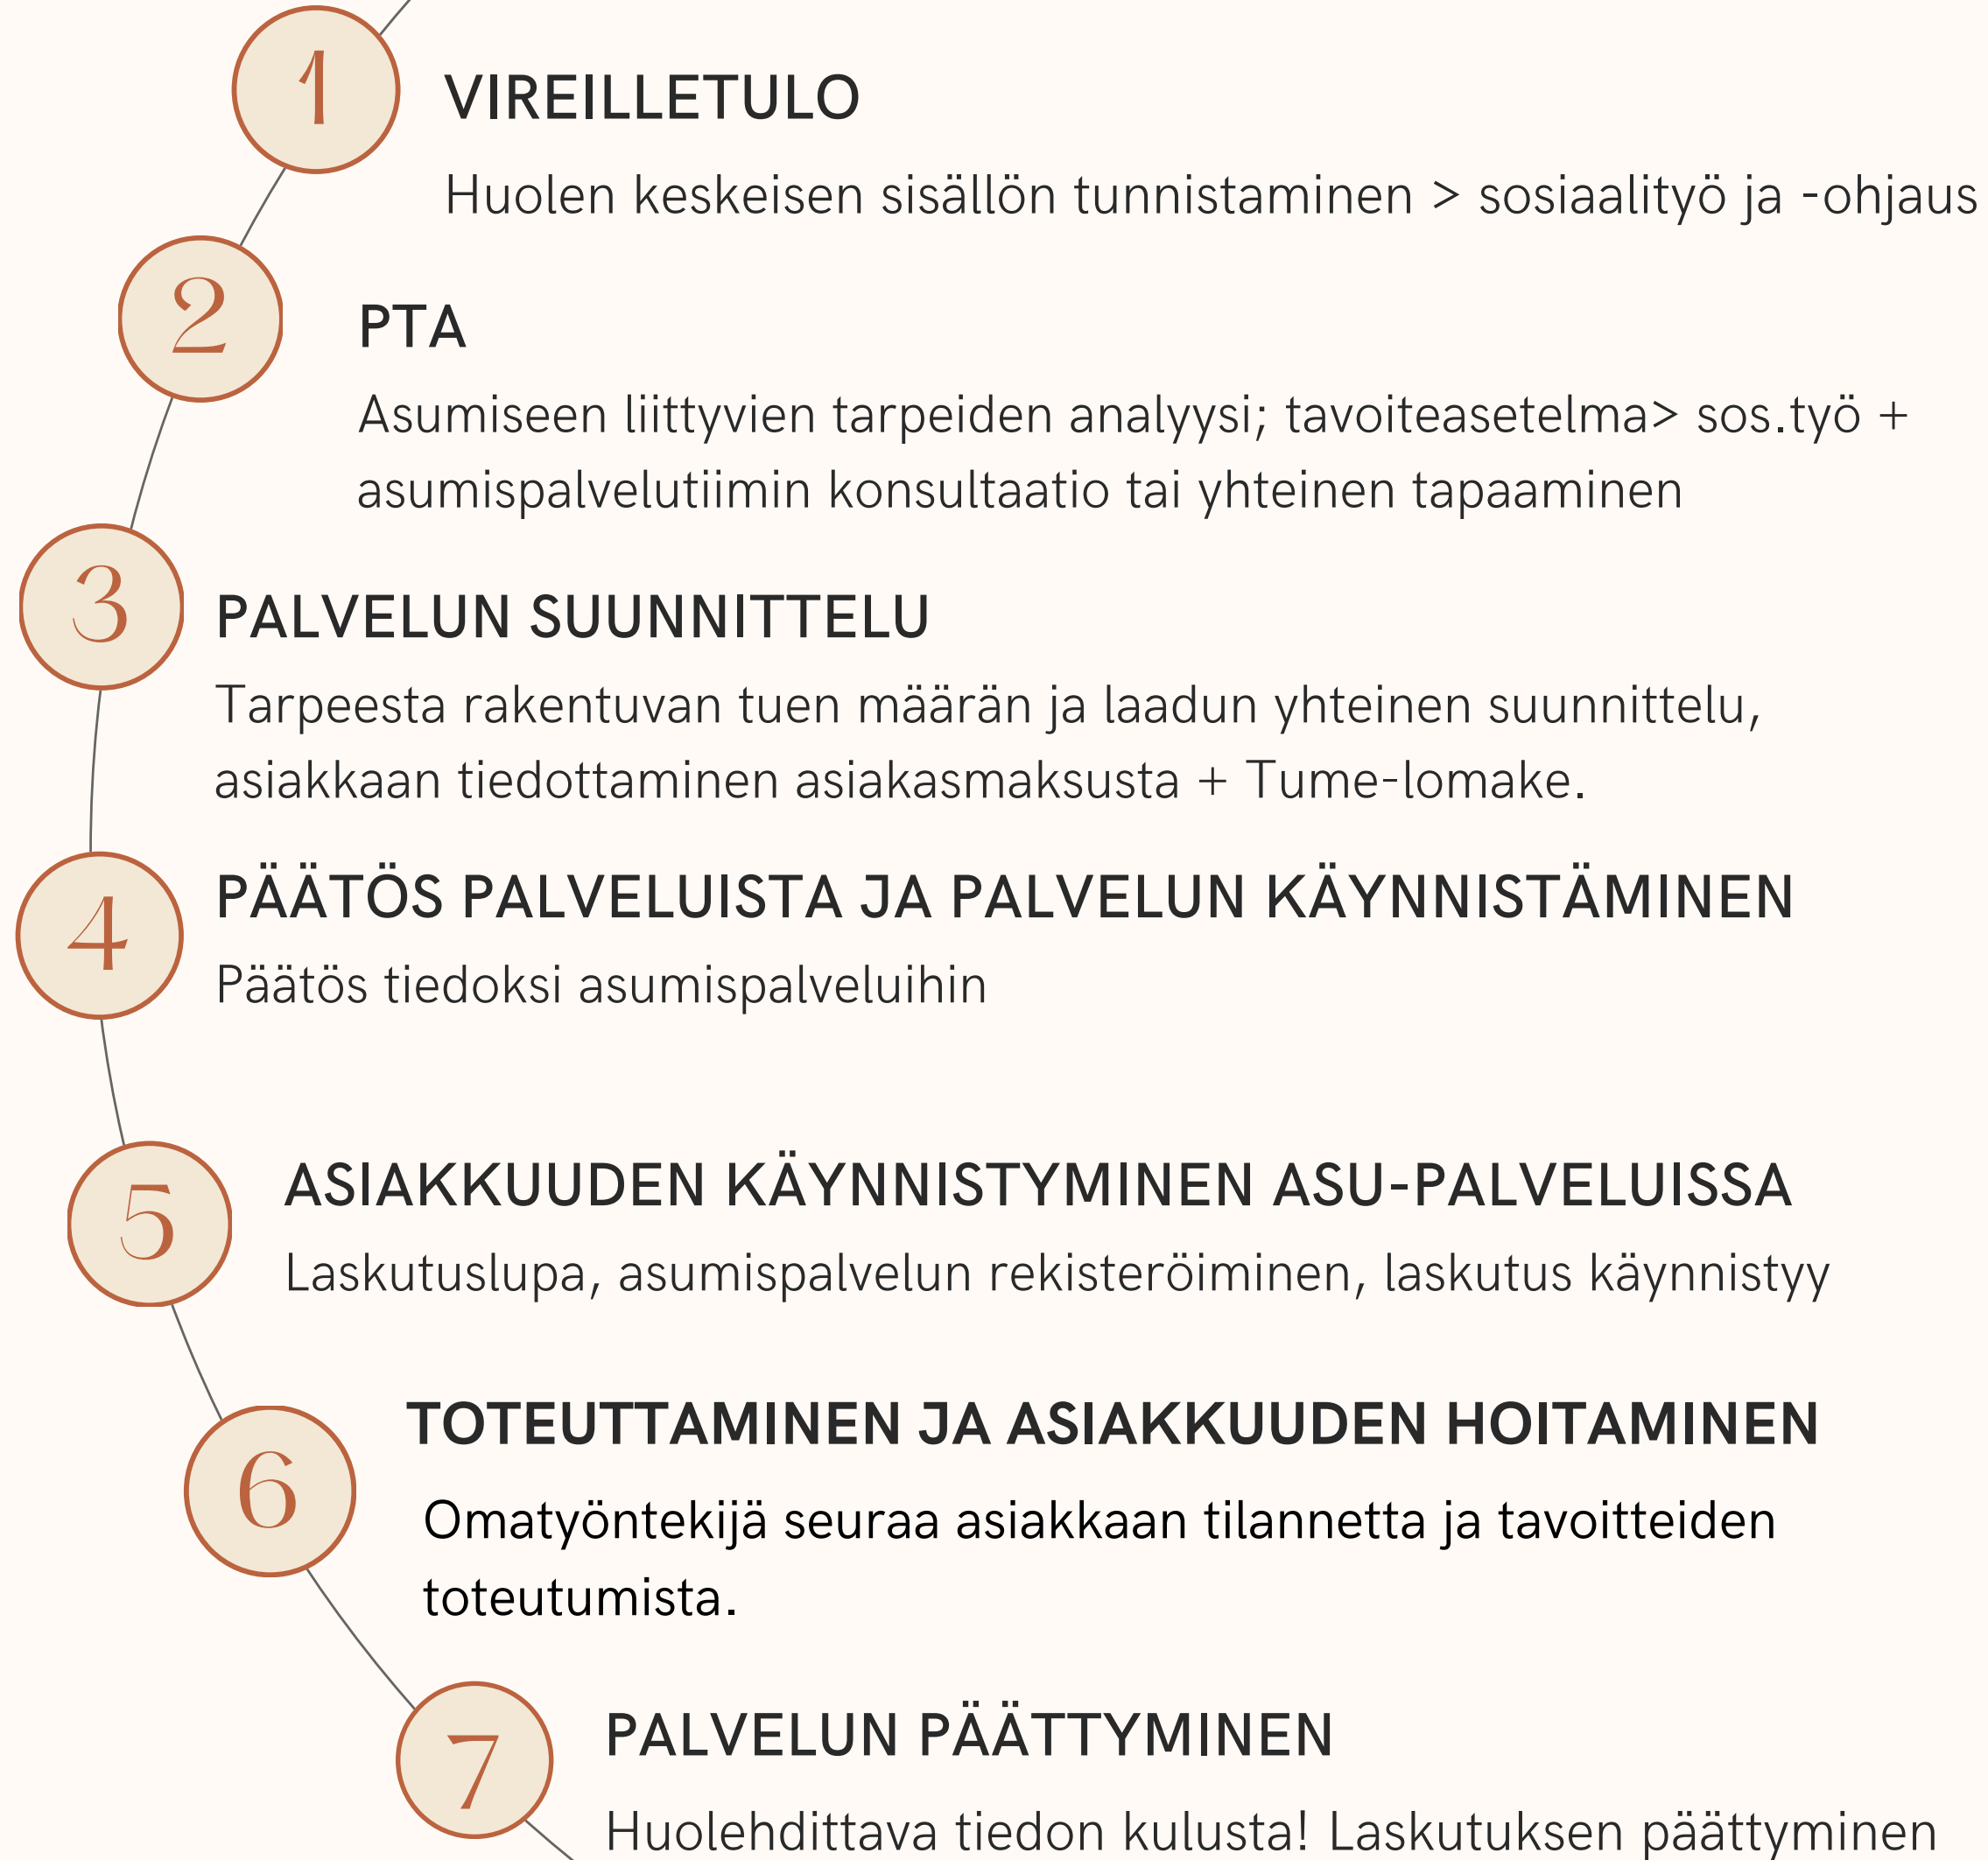 1
VIREILLETULO
Huolen keskeisen sisällön tunnistaminen > sosiaalityö ja -ohjaus
2
PTA
Asumiseen liittyvien tarpeiden analyysi; tavoiteasetelma> sos.työ +
asumispalvelutiimin konsultaatio tai yhteinen tapaaminen
3
PALVELUN SUUNNITTELU
Tarpeesta rakentuvan tuen määrän ja laadun yhteinen suunnittelu,
asiakkaan tiedottaminen asiakasmaksusta + Tume-lomake.
4
PÄÄTÖS PALVELUISTA JA PALVELUN KÄYNNISTÄMINEN
Päätös tiedoksi asumispalveluihin
5
ASIAKKUUDEN KÄYNNISTYMINEN ASU-PALVELUISSA
Laskutuslupa, asumispalvelun rekisteröiminen, laskutus käynnistyy
6
TOTEUTTAMINEN JA ASIAKKUUDEN HOITAMINEN
Omatyöntekijä seuraa asiakkaan tilannetta ja tavoitteiden
toteutumista.
7
PALVELUN PÄÄTTYMINEN
Huolehdittava tiedon kulusta! Laskutuksen päättyminen